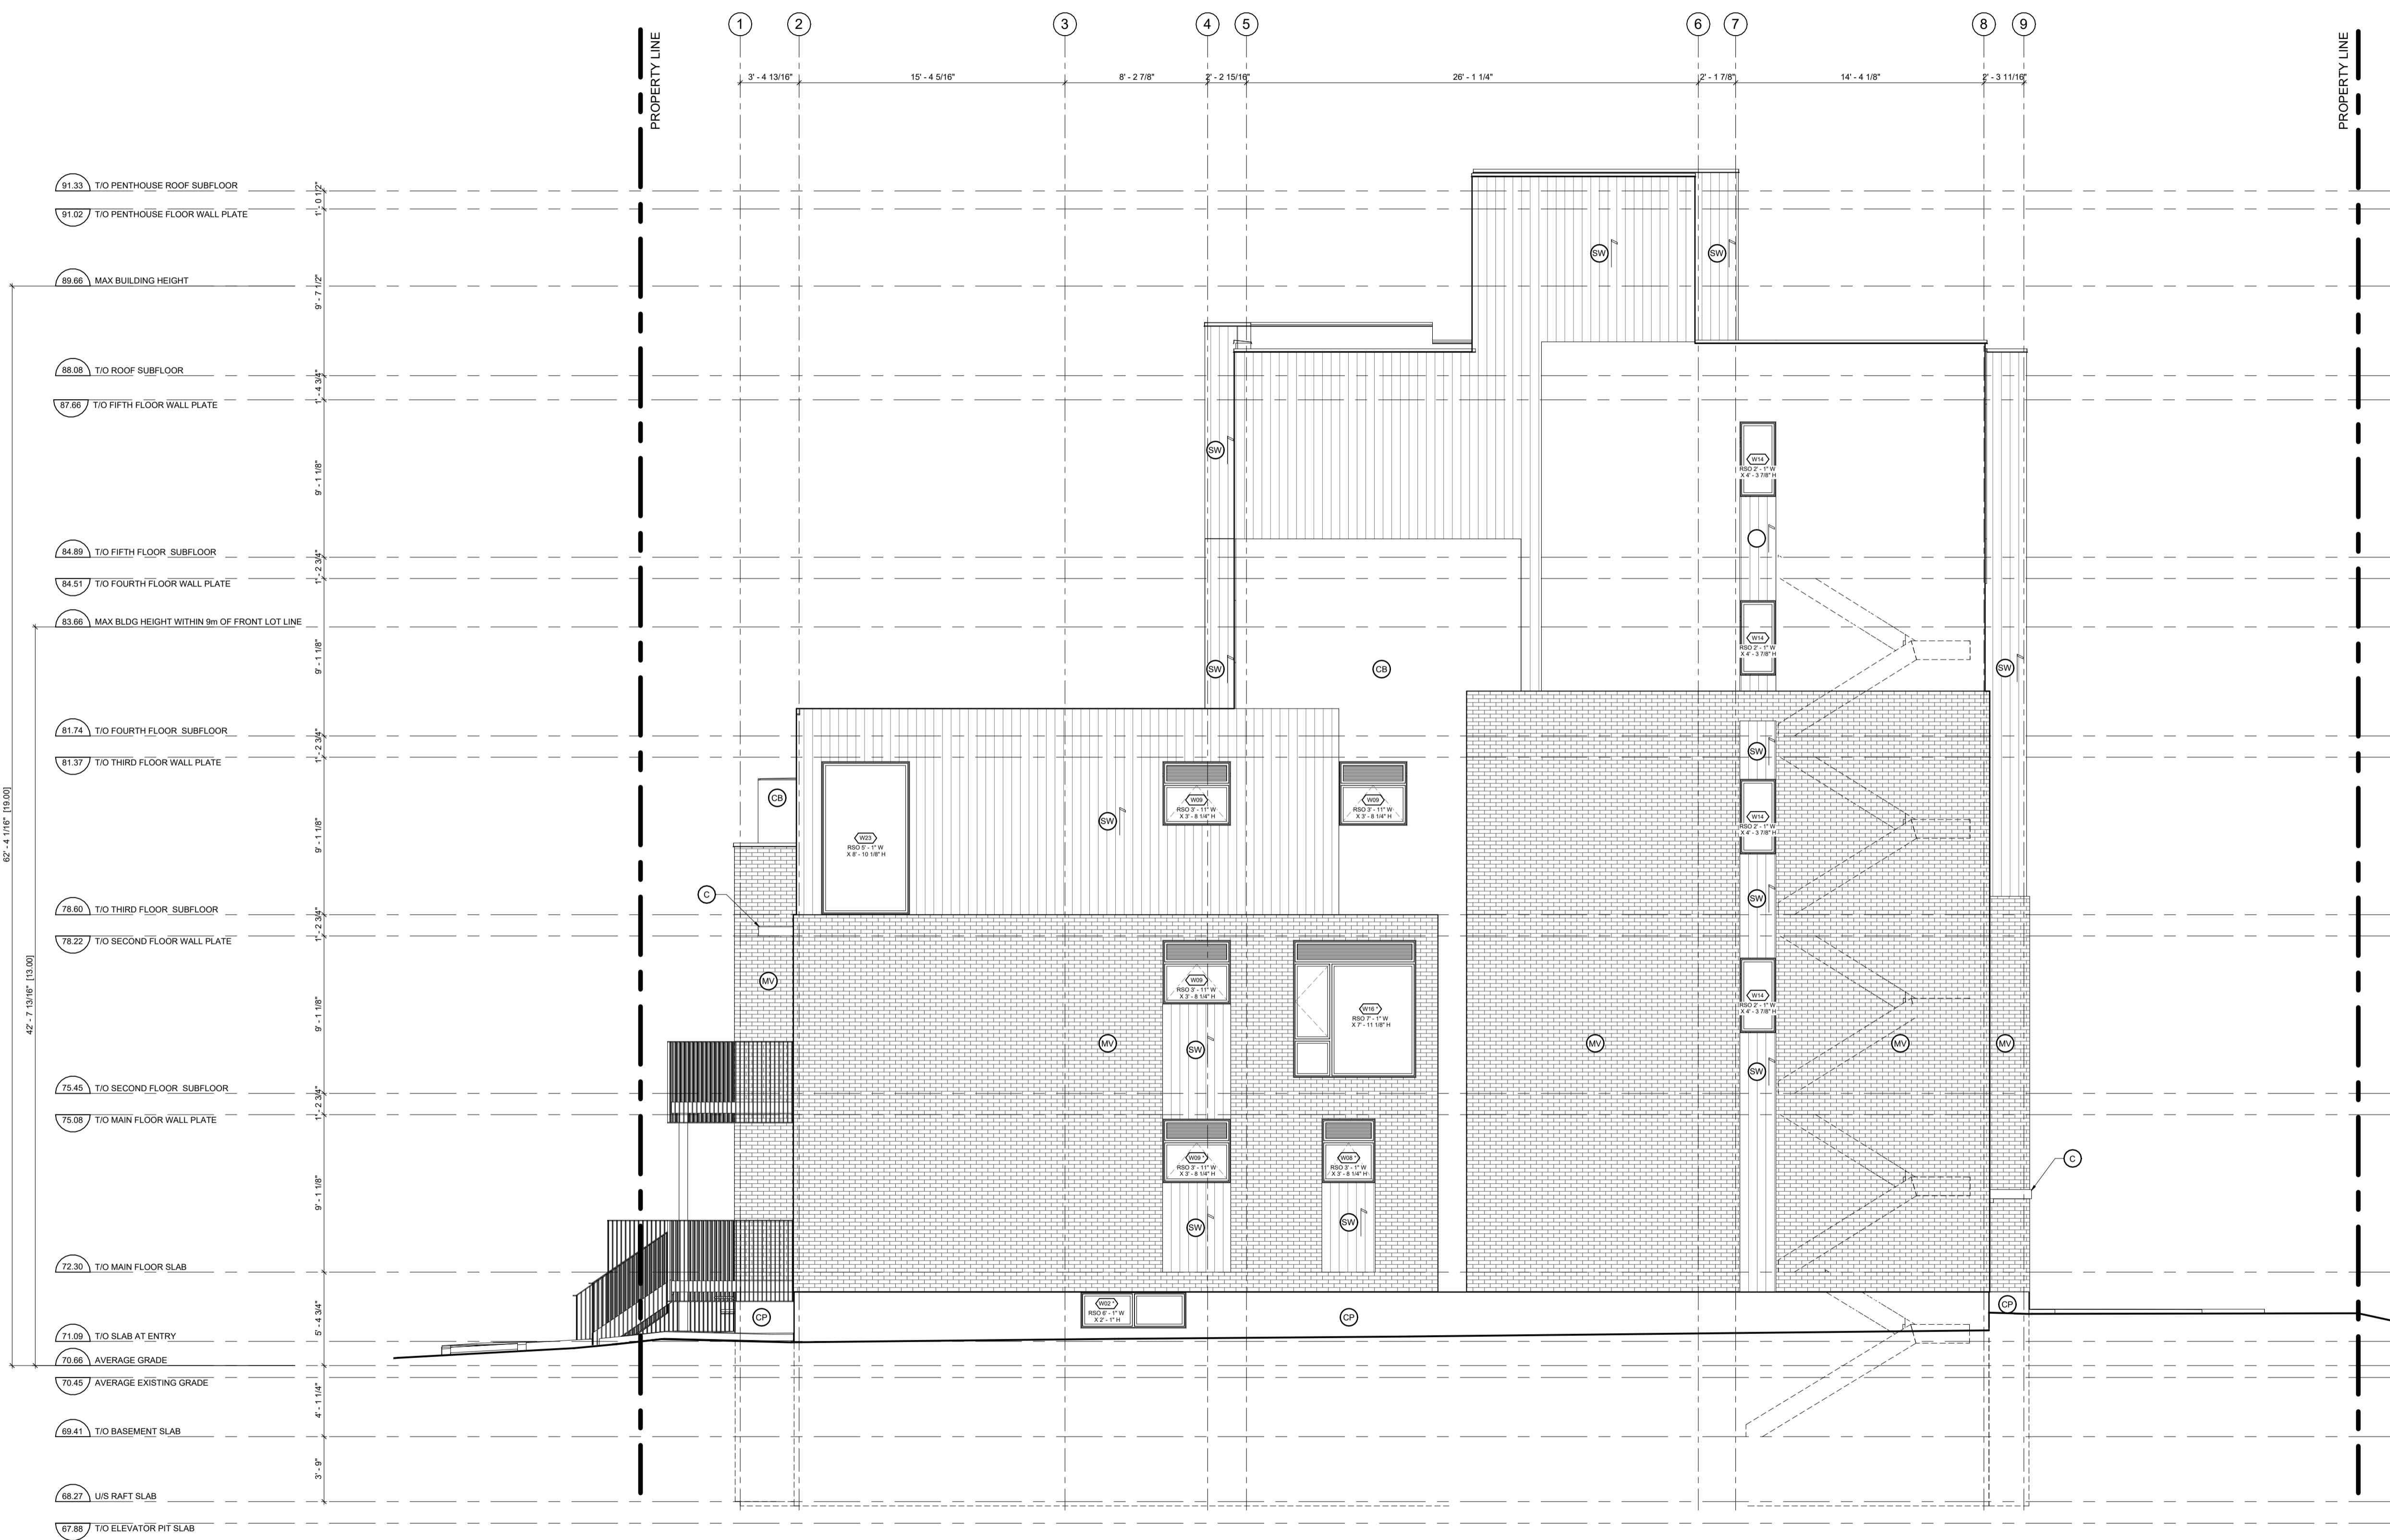 1 2 3 4 5 6 7 8 9
PROPERTY LINE
PROPERTY LINE
3' - 4 13/16" 15' - 4 5/16" 8' - 2 7/8" 2' - 2 15/16" 26' - 1 1/4" 2' - 1 7/8" 14' - 4 1/8" 2' - 3 11/16"
91.33 T/O PENTHOUSE ROOF SUBFLOOR
1' - 0 1/2"
91.02 T/O PENTHOUSE FLOOR WALL PLATE
9' - 7 1/2"
89.66 MAX BUILDING HEIGHT
88.08 T/O ROOF SUBFLOOR
1' - 4 3/4"
87.66 T/O FIFTH FLOOR WALL PLATE
9' - 1 1/8"
84.89 T/O FIFTH FLOOR SUBFLOOR
1' - 2 3/4"
84.51 T/O FOURTH FLOOR WALL PLATE
83.66 MAX BLDG HEIGHT WITHIN 9m OF FRONT LOT LINE
9' - 1 1/8"
81.74 T/O FOURTH FLOOR SUBFLOOR
1' - 2 3/4"
81.37 T/O THIRD FLOOR WALL PLATE
9' - 1 1/8"
78.60 T/O THIRD FLOOR SUBFLOOR
1' - 2 3/4"
78.22 T/O SECOND FLOOR WALL PLATE
9' - 1 1/8"
75.45 T/O SECOND FLOOR SUBFLOOR
1' - 2 3/4"
75.08 T/O MAIN FLOOR WALL PLATE
9' - 1 1/8"
72.30 T/O MAIN FLOOR SLAB
5' - 4 3/4"
71.09 T/O SLAB AT ENTRY
70.66 AVERAGE GRADE
70.45 AVERAGE EXISTING GRADE
4' - 1 1/4"
69.41 T/O BASEMENT SLAB
3' - 9"
68.27 U/S RAFT SLAB
67.88 T/O ELEVATOR PIT SLAB
62' - 4 1/16" [19.00]
42' - 7 13/16" [13.00]
SW
SW
SW
W14
RSO 2' - 1" W
X 4' - 3 7/8" H
W14
RSO 2' - 1" W
X 4' - 3 7/8" H
SW
CB
SW
SW
CB
W23
RSO 5' - 1" W
X 8' - 10 1/8" H
SW
W09
RSO 3' - 11" W
X 3' - 8 1/4" H
W09
RSO 3' - 11" W
X 3' - 8 1/4" H
W14
RSO 2' - 1" W
X 4' - 3 7/8" H
C
SW
MV
W09
RSO 3' - 11" W
X 3' - 8 1/4" H
W16 *
RSO 7' - 1" W
X 7' - 11 1/8" H
W14
RSO 2' - 1" W
X 4' - 3 7/8" H
MV
SW
MV
MV
MV
SW
W09 *
RSO 3' - 11" W
X 3' - 8 1/4" H
W08 *
RSO 3' - 1" W
X 3' - 8 1/4" H
C
SW
SW
CP
W02 *
RSO 6' - 1" W
X 2' - 1" H
CP
CP